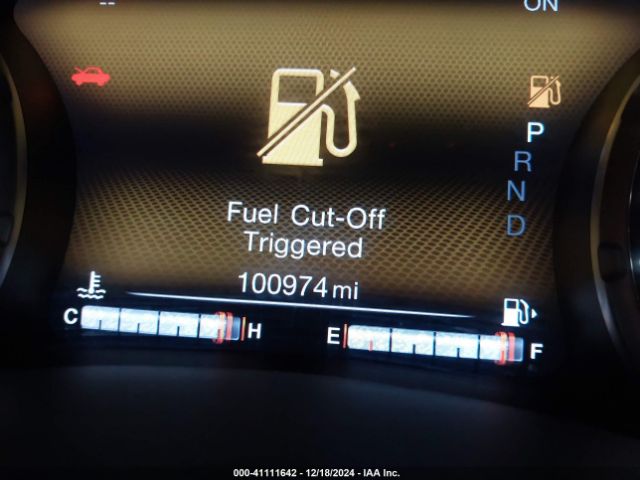 --
ON
P
R
N
D
Fuel Cut-Off
Triggered
100974 mi
C H
E F
000-41111642 - 12/18/2024 - IAA Inc.